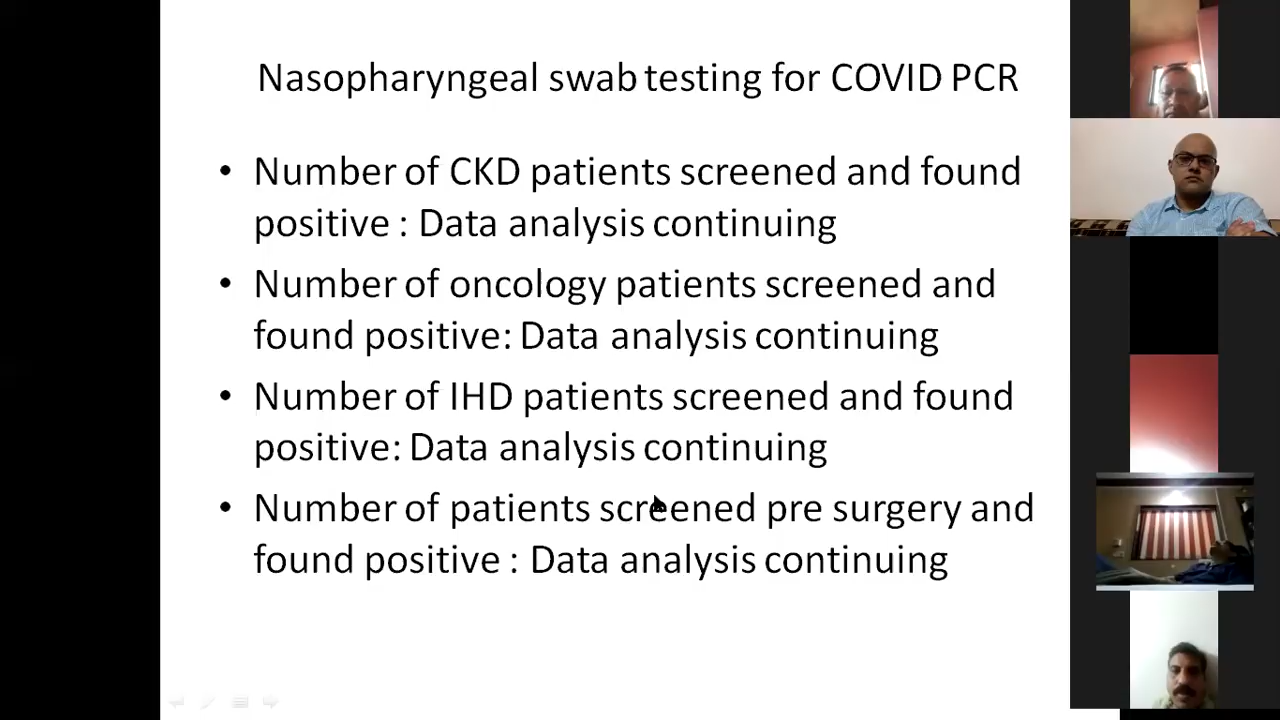 Nasopharyngeal swab testing for COVID PCR
• Number of CKD patients screened and found
positive : Data analysis continuing
• Number of oncology patients screened and
found positive: Data analysis continuing
• Number of IHD patients screened and found
positive: Data analysis continuing
• Number of patients screened pre surgery and
found positive : Data analysis continuing